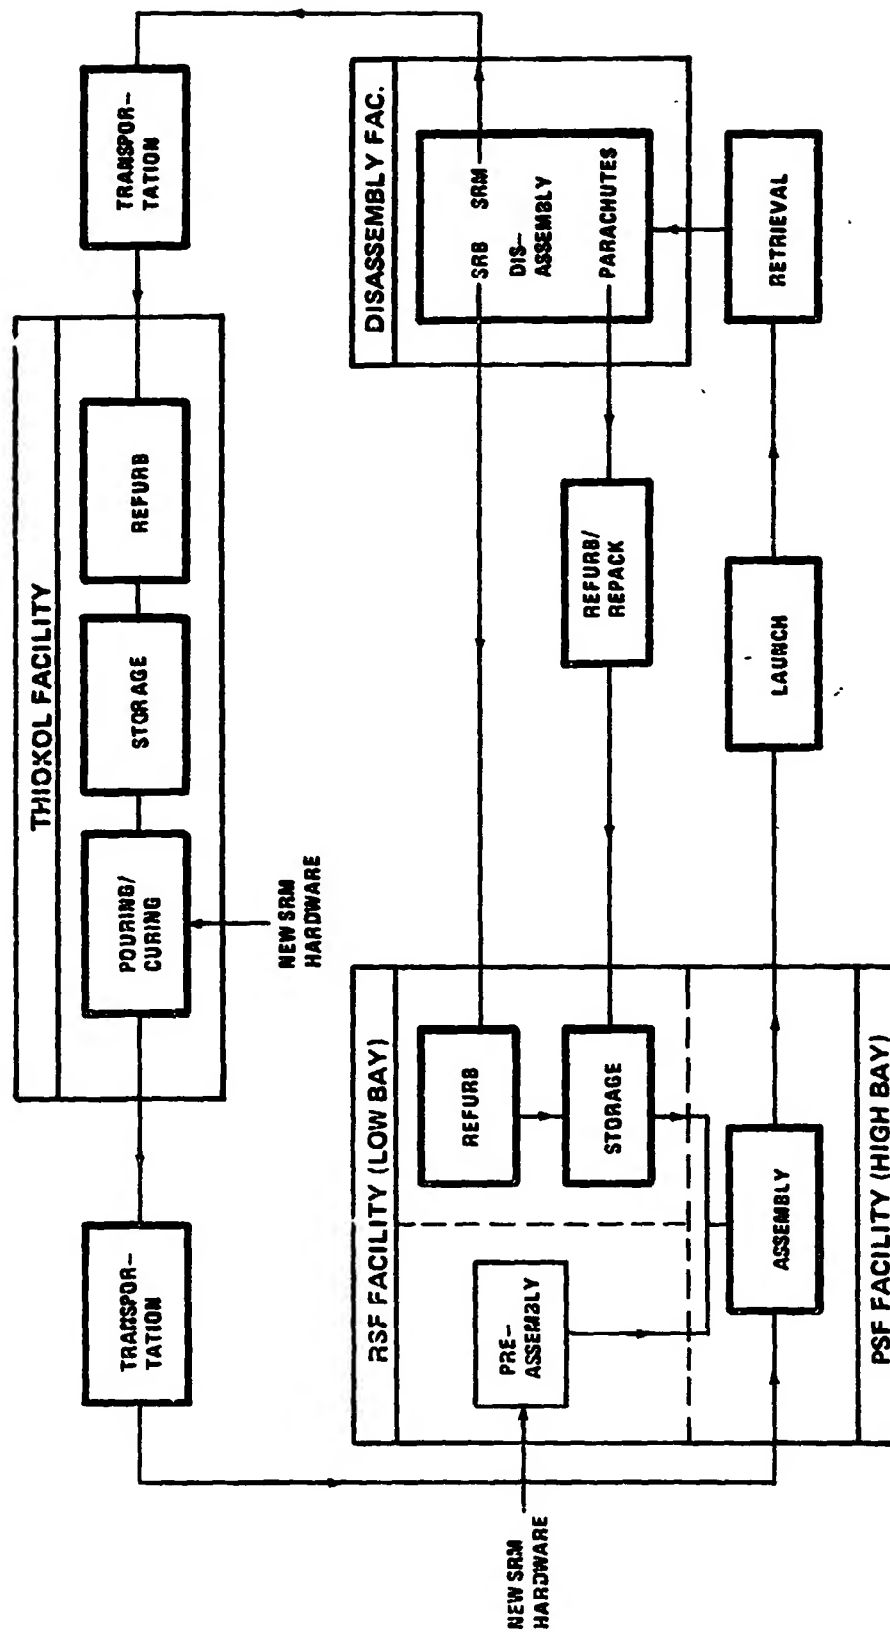 TRANSPOR-
TATION
THIOKOL FACILITY
POURING/
CURING
STORAGE
REFURB
TRANSPOR-
TATION
NEW SRM
HARDWARE
NEW SRM
HARDWARE
RSF FACILITY (LOW BAY)
PRE-
ASSEMBLY
REFURB
STORAGE
ASSEMBLY
PSF FACILITY (HIGH BAY)
REFURB/
REPACK
LAUNCH
DISASSEMBLY FAC.
SRB SRM
DIS-
ASSEMBLY
PARACHUTES
RETRIEVAL